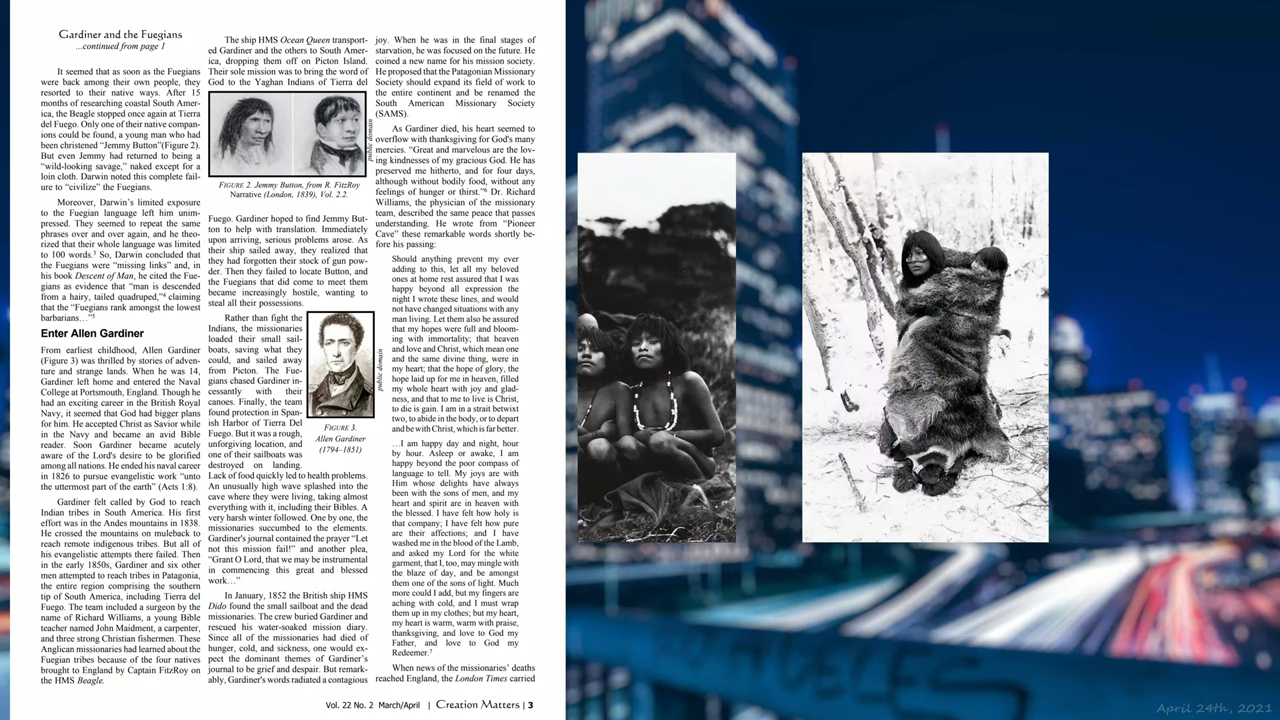 Gardiner and the Fuegians
...continued from page 1
It seemed that as soon as the Fuegians
were back among their own people, they
resorted to their native ways. After 15
months of researching coastal South Amer-
ica, the Beagle stopped once again at Tierra
del Fuego. Only one of their native compan-
ions could be found, a young man who had
been christened “Jemmy Button”(Figure 2).
But even Jemmy had returned to being a
“wild-looking savage,” naked except for a
loin cloth. Darwin noted this complete fail-
ure to “civilize” the Fuegians.
Moreover, Darwin’s limited exposure
to the Fuegian language left him unim-
pressed. They seemed to repeat the same
phrases over and over again, and he theo-
rized that their whole language was limited
to 100 words.³ So, Darwin concluded that
the Fuegians were “missing links” and, in
his book Descent of Man, he cited the Fue-
gians as evidence that “man is descended
from a hairy, tailed quadruped,”⁴ claiming
that the “Fuegians rank amongst the lowest
barbarians…”⁵
Enter Allen Gardiner
From earliest childhood, Allen Gardiner
(Figure 3) was thrilled by stories of adven-
ture and strange lands. When he was 14,
Gardiner left home and entered the Naval
College at Portsmouth, England. Though he
had an exciting career in the British Royal
Navy, it seemed that God had bigger plans
for him. He accepted Christ as Savior while
in the Navy and became an avid Bible
reader. Soon Gardiner became acutely
aware of the Lord's desire to be glorified
among all nations. He ended his naval career
in 1826 to pursue evangelistic work “unto
the uttermost part of the earth” (Acts 1:8).
Gardiner felt called by God to reach
Indian tribes in South America. His first
effort was in the Andes mountains in 1838.
He crossed the mountains on muleback to
reach remote indigenous tribes. But all of
his evangelistic attempts there failed. Then
in the early 1850s, Gardiner and six other
men attempted to reach tribes in Patagonia,
the entire region comprising the southern
tip of South America, including Tierra del
Fuego. The team included a surgeon by the
name of Richard Williams, a young Bible
teacher named John Maidment, a carpenter,
and three strong Christian fishermen. These
Anglican missionaries had learned about the
Fuegian tribes because of the four natives
brought to England by Captain FitzRoy on
the HMS Beagle.
The ship HMS Ocean Queen transport-
ed Gardiner and the others to South Amer-
ica, dropping them off on Picton Island.
Their sole mission was to bring the word of
God to the Yaghan Indians of Tierra del
public domain
FIGURE 2. Jemmy Button, from R. FitzRoy
Narrative (London, 1839), Vol. 2.2.
Fuego. Gardiner hoped to find Jemmy But-
ton to help with translation. Immediately
upon arriving, serious problems arose. As
their ship sailed away, they realized that
they had forgotten their stock of gun pow-
der. Then they failed to locate Button, and
the Fuegians that did come to meet them
became increasingly hostile, wanting to
steal all their possessions.
Rather than fight the
Indians, the missionaries
loaded their small sail-
boats, saving what they
could, and sailed away
from Picton. The Fue-
gians chased Gardiner in-
cessantly with their
canoes. Finally, the team
found protection in Span-
ish Harbor of Tierra Del
Fuego. But it was a rough,
unforgiving location, and
one of their sailboats was
destroyed on landing.
public domain
FIGURE 3.
Allen Gardiner
(1794–1851)
Lack of food quickly led to health problems.
An unusually high wave splashed into the
cave where they were living, taking almost
everything with it, including their Bibles. A
very harsh winter followed. One by one, the
missionaries succumbed to the elements.
Gardiner's journal contained the prayer “Let
not this mission fail!” and another plea,
“Grant O Lord, that we may be instrumental
in commencing this great and blessed
work…”
In January, 1852 the British ship HMS
Dido found the small sailboat and the dead
missionaries. The crew buried Gardiner and
rescued his water-soaked mission diary.
Since all of the missionaries had died of
hunger, cold, and sickness, one would ex-
pect the dominant themes of Gardiner’s
journal to be grief and despair. But remark-
ably, Gardiner's words radiated a contagious
joy. When he was in the final stages of
starvation, he was focused on the future. He
coined a new name for his mission society.
He proposed that the Patagonian Missionary
Society should expand its field of work to
the entire continent and be renamed the
South American Missionary Society
(SAMS).
As Gardiner died, his heart seemed to
overflow with thanksgiving for God's many
mercies. “Great and marvelous are the lov-
ing kindnesses of my gracious God. He has
preserved me hitherto, and for four days,
although without bodily food, without any
feelings of hunger or thirst.”⁶ Dr. Richard
Williams, the physician of the missionary
team, described the same peace that passes
understanding. He wrote from “Pioneer
Cave” these remarkable words shortly be-
fore his passing:
Should anything prevent my ever
adding to this, let all my beloved
ones at home rest assured that I was
happy beyond all expression the
night I wrote these lines, and would
not have changed situations with any
man living. Let them also be assured
that my hopes were full and bloom-
ing with immortality; that heaven
and love and Christ, which mean one
and the same divine thing, were in
my heart; that the hope of glory, the
hope laid up for me in heaven, filled
my whole heart with joy and glad-
ness, and that to me to live is Christ,
to die is gain. I am in a strait betwixt
two, to abide in the body, or to depart
and be with Christ, which is far better.
…I am happy day and night, hour
by hour. Asleep or awake, I am
happy beyond the poor compass of
language to tell. My joys are with
Him whose delights have always
been with the sons of men, and my
heart and spirit are in heaven with
the blessed. I have felt how holy is
that company; I have felt how pure
are their affections; and I have
washed me in the blood of the Lamb,
and asked my Lord for the white
garment, that I, too, may mingle with
the blaze of day, and be amongst
them one of the sons of light. Much
more could I add, but my fingers are
aching with cold, and I must wrap
them up in my clothes; but my heart,
my heart is warm, warm with praise,
thanksgiving, and love to God my
Father, and love to God my
Redeemer.⁷
When news of the missionaries’ deaths
reached England, the London Times carried
Vol. 22 No. 2 March/April | Creation Matters | 3
April 24th, 2021